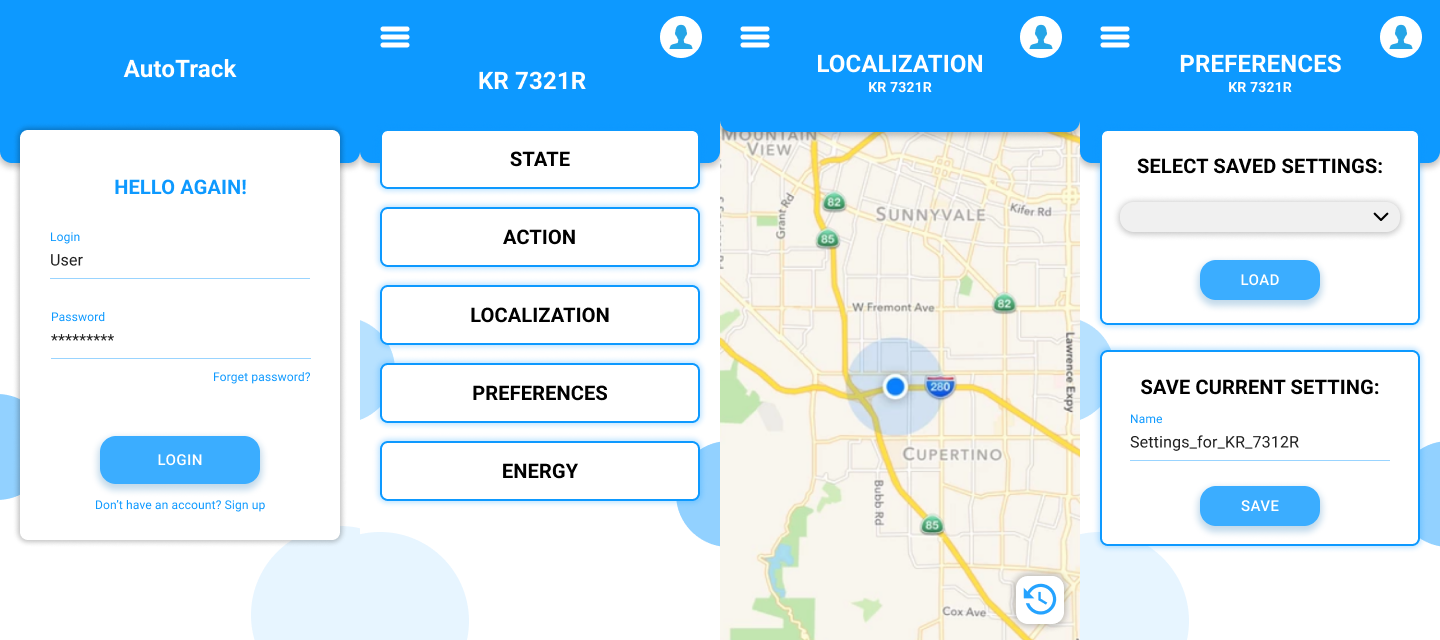 AutoTrack
HELLO AGAIN!
Login
User
Password
*********
Forget password?
LOGIN
Don't have an account? Sign up
KR 7321R
STATE
ACTION
LOCALIZATION
PREFERENCES
ENERGY
LOCALIZATION
KR 7321R
MOUNTAIN
VIEW
Grant Rd
82
SUNNYVALE
Kifer Rd
85
W Fremont Ave
82
Lawrence Expy
280
CUPERTINO
Bubb Rd
85
Cox Ave
PREFERENCES
KR 7321R
SELECT SAVED SETTINGS:
LOAD
SAVE CURRENT SETTING:
Name
Settings_for_KR_7312R
SAVE